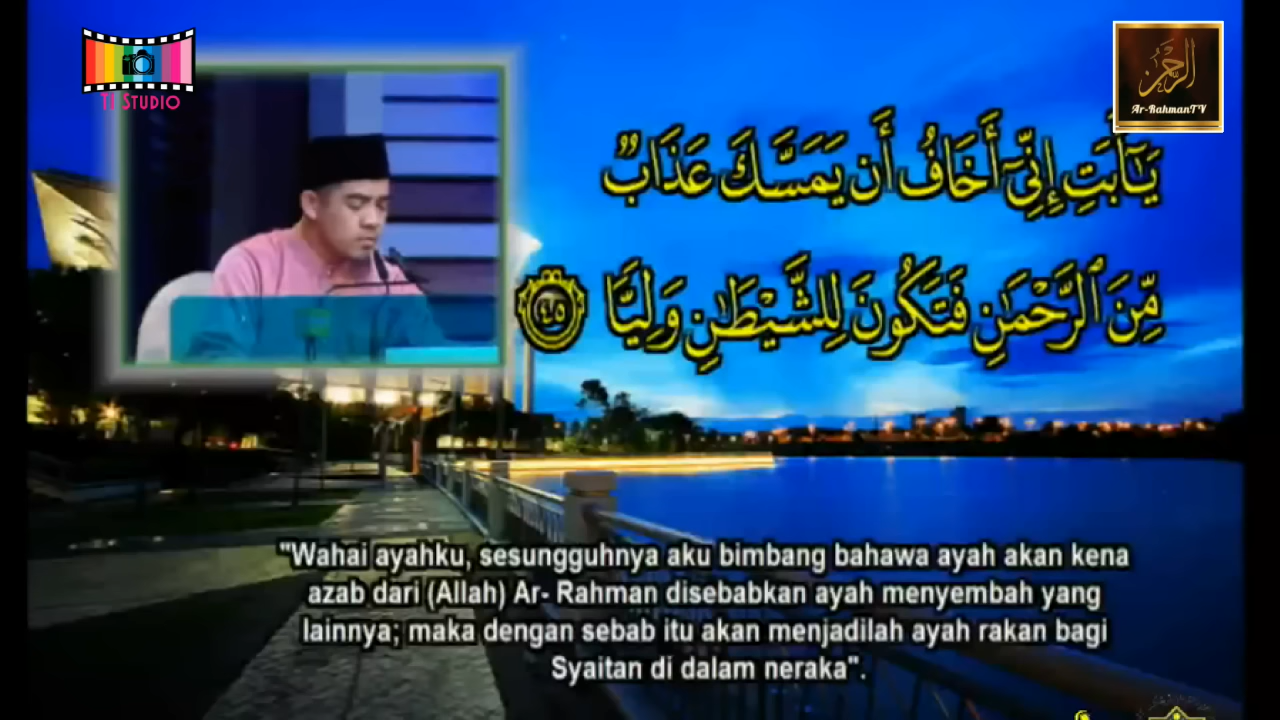 TI STUDIO
الرحمن
Ar-RahmanTV
يَـٰٓأَبَتِ إِنِّىٓ أَخَافُ أَن يَمَسَّكَ عَذَابٌ
مِّنَ ٱلرَّحْمَـٰنِ فَتَكُونَ لِلشَّيْطَـٰنِ وَلِيًّا ٤٥
"Wahai ayahku, sesungguhnya aku bimbang bahawa ayah akan kena
azab dari (Allah) Ar- Rahman disebabkan ayah menyembah yang
lainnya; maka dengan sebab itu akan menjadilah ayah rakan bagi
Syaitan di dalam neraka".